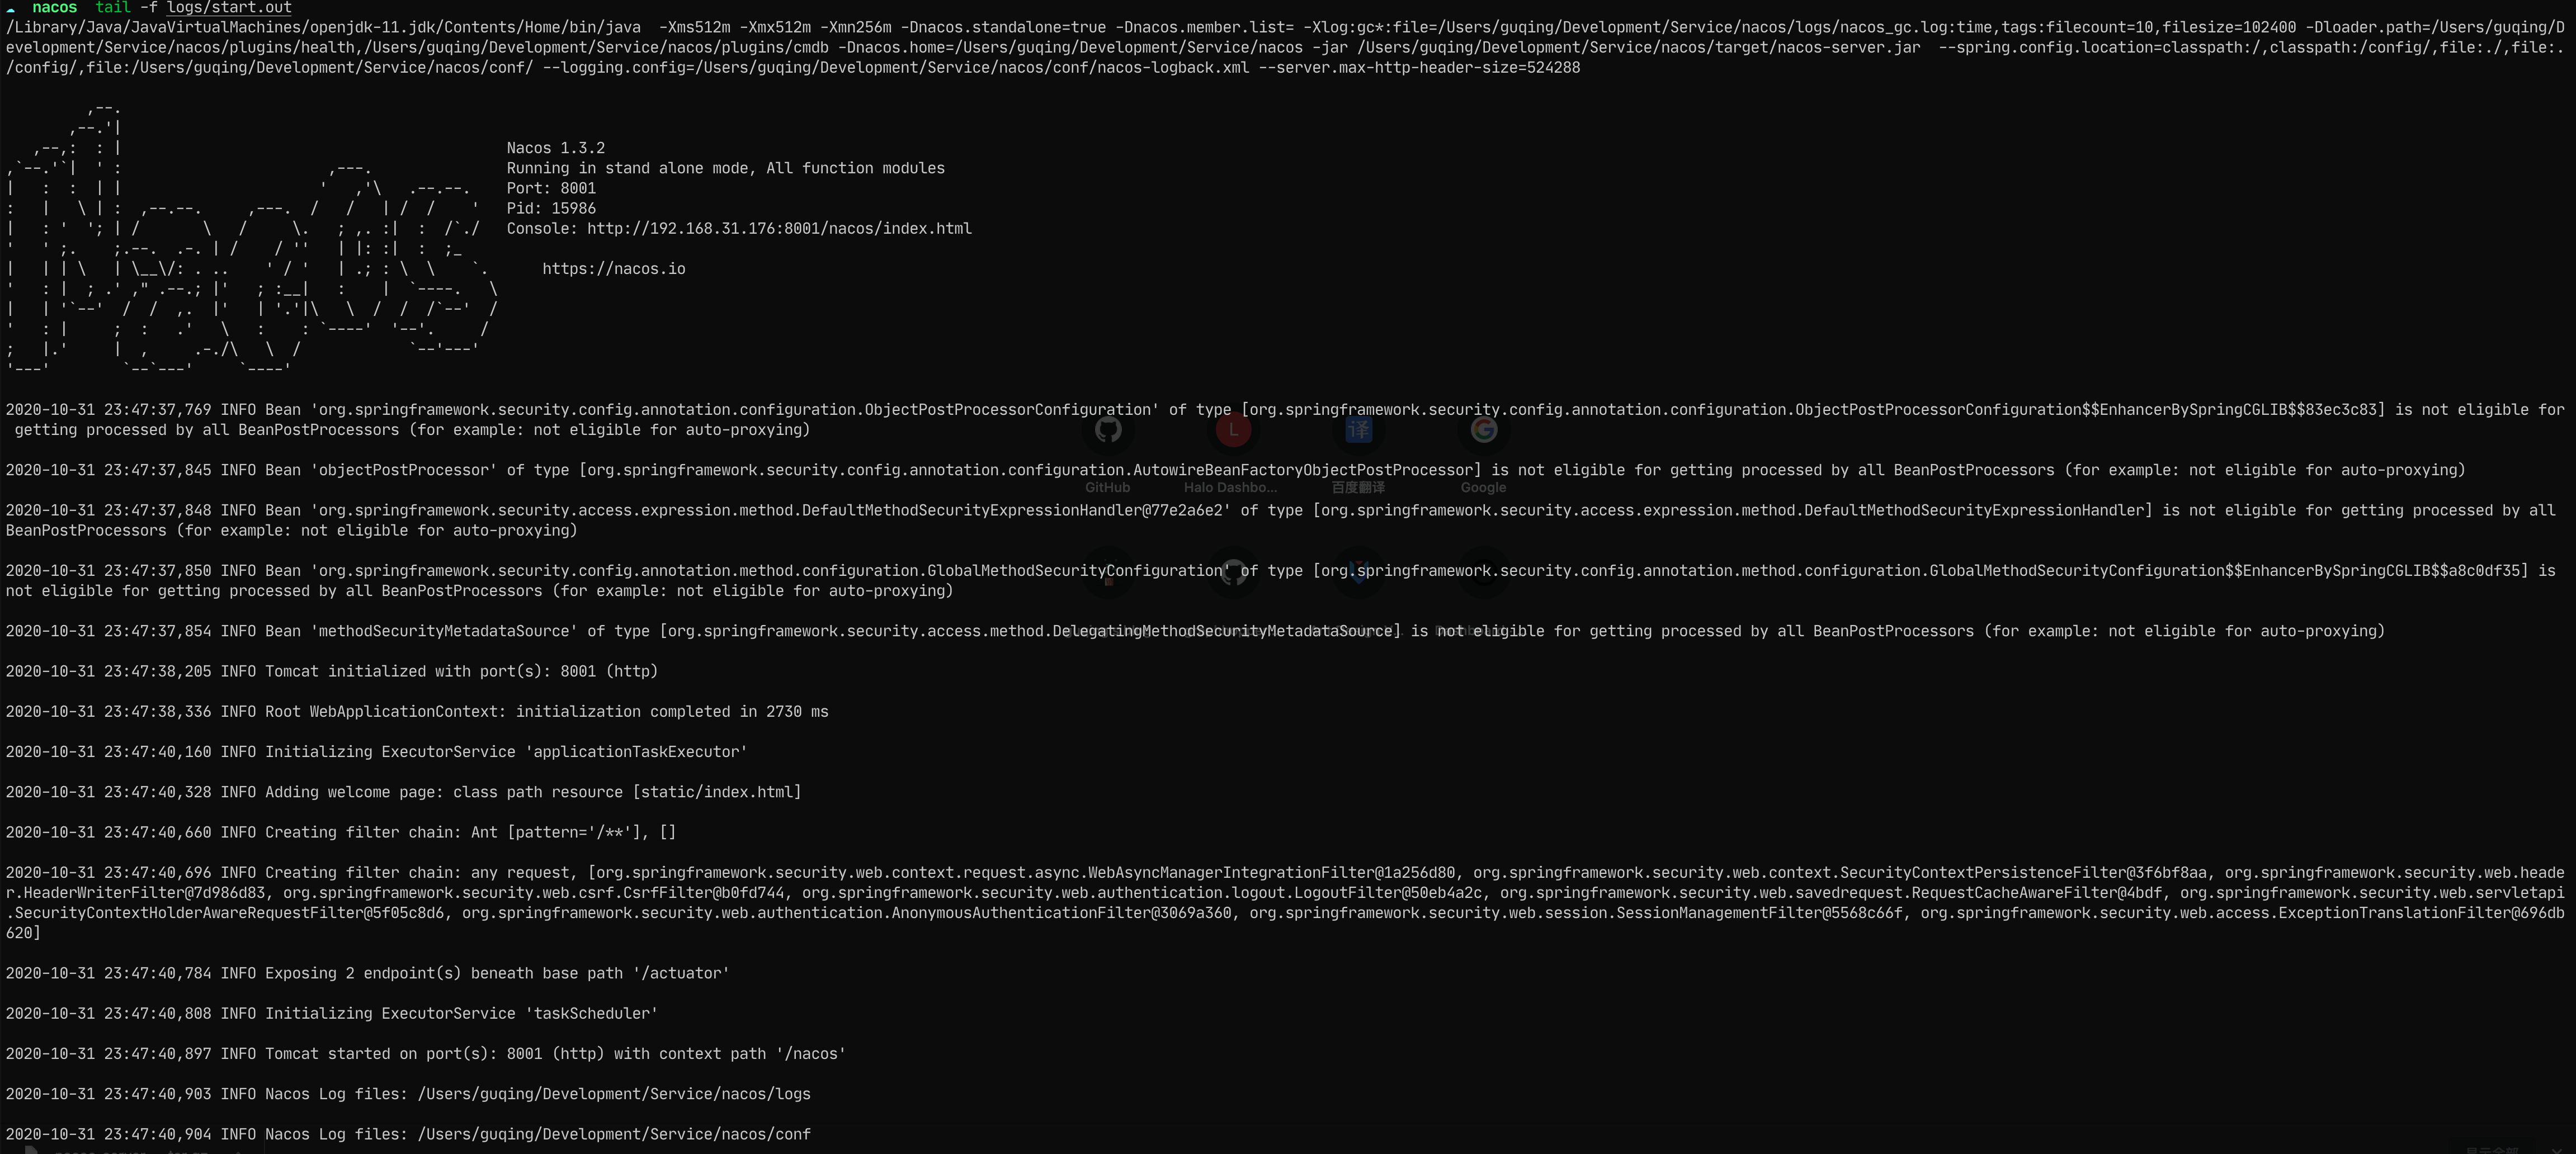 nacos tail -f logs/start.out
/Library/Java/JavaVirtualMachines/openjdk-11.jdk/Contents/Home/bin/java  -Xms512m -Xmx512m -Xmn256m -Dnacos.standalone=true -Dnacos.member.list= -Xlog:gc*:file=/Users/guqing/Development/Service/nacos/logs/nacos_gc.log:time,tags:filecount=10,filesize=102400 -Dloader.path=/Users/guqing/D
evelopment/Service/nacos/plugins/health,/Users/guqing/Development/Service/nacos/plugins/cmdb -Dnacos.home=/Users/guqing/Development/Service/nacos -jar /Users/guqing/Development/Service/nacos/target/nacos-server.jar  --spring.config.location=classpath:/,classpath:/config/,file:./,file:.
/config/,file:/Users/guqing/Development/Service/nacos/conf/ --logging.config=/Users/guqing/Development/Service/nacos/conf/nacos-logback.xml --server.max-http-header-size=524288
Nacos 1.3.2
Running in stand alone mode, All function modules
Port: 8001
Pid: 15986
Console: http://192.168.31.176:8001/nacos/index.html
https://nacos.io
2020-10-31 23:47:37,769 INFO Bean 'org.springframework.security.config.annotation.configuration.ObjectPostProcessorConfiguration' of type [org.springframework.security.config.annotation.configuration.ObjectPostProcessorConfiguration$$EnhancerBySpringCGLIB$$83ec3c83] is not eligible for
getting processed by all BeanPostProcessors (for example: not eligible for auto-proxying)
2020-10-31 23:47:37,845 INFO Bean 'objectPostProcessor' of type [org.springframework.security.config.annotation.configuration.AutowireBeanFactoryObjectPostProcessor] is not eligible for getting processed by all BeanPostProcessors (for example: not eligible for auto-proxying)
GitHub Halo Dashbo... 百度翻译 Google
2020-10-31 23:47:37,848 INFO Bean 'org.springframework.security.access.expression.method.DefaultMethodSecurityExpressionHandler@77e2a6e2' of type [org.springframework.security.access.expression.method.DefaultMethodSecurityExpressionHandler] is not eligible for getting processed by all
BeanPostProcessors (for example: not eligible for auto-proxying)
2020-10-31 23:47:37,850 INFO Bean 'org.springframework.security.config.annotation.method.configuration.GlobalMethodSecurityConfiguration' of type [org.springframework.security.config.annotation.method.configuration.GlobalMethodSecurityConfiguration$$EnhancerBySpringCGLIB$$a8c0df35] is
not eligible for getting processed by all BeanPostProcessors (for example: not eligible for auto-proxying)
2020-10-31 23:47:37,854 INFO Bean 'methodSecurityMetadataSource' of type [org.springframework.security.access.method.DelegatingMethodSecurityMetadataSource] is not eligible for getting processed by all BeanPostProcessors (for example: not eligible for auto-proxying)
2020-10-31 23:47:38,205 INFO Tomcat initialized with port(s): 8001 (http)
2020-10-31 23:47:38,336 INFO Root WebApplicationContext: initialization completed in 2730 ms
2020-10-31 23:47:40,160 INFO Initializing ExecutorService 'applicationTaskExecutor'
2020-10-31 23:47:40,328 INFO Adding welcome page: class path resource [static/index.html]
2020-10-31 23:47:40,660 INFO Creating filter chain: Ant [pattern='/**'], []
2020-10-31 23:47:40,696 INFO Creating filter chain: any request, [org.springframework.security.web.context.request.async.WebAsyncManagerIntegrationFilter@1a256d80, org.springframework.security.web.context.SecurityContextPersistenceFilter@3f6bf8aa, org.springframework.security.web.heade
r.HeaderWriterFilter@7d986d83, org.springframework.security.web.csrf.CsrfFilter@b0fd744, org.springframework.security.web.authentication.logout.LogoutFilter@50eb4a2c, org.springframework.security.web.savedrequest.RequestCacheAwareFilter@4bdf, org.springframework.security.web.servletapi
.SecurityContextHolderAwareRequestFilter@5f05c8d6, org.springframework.security.web.authentication.AnonymousAuthenticationFilter@3069a360, org.springframework.security.web.session.SessionManagementFilter@5568c66f, org.springframework.security.web.access.ExceptionTranslationFilter@696db
620]
2020-10-31 23:47:40,784 INFO Exposing 2 endpoint(s) beneath base path '/actuator'
2020-10-31 23:47:40,808 INFO Initializing ExecutorService 'taskScheduler'
2020-10-31 23:47:40,897 INFO Tomcat started on port(s): 8001 (http) with context path '/nacos'
2020-10-31 23:47:40,903 INFO Nacos Log files: /Users/guqing/Development/Service/nacos/logs
2020-10-31 23:47:40,904 INFO Nacos Log files: /Users/guqing/Development/Service/nacos/conf